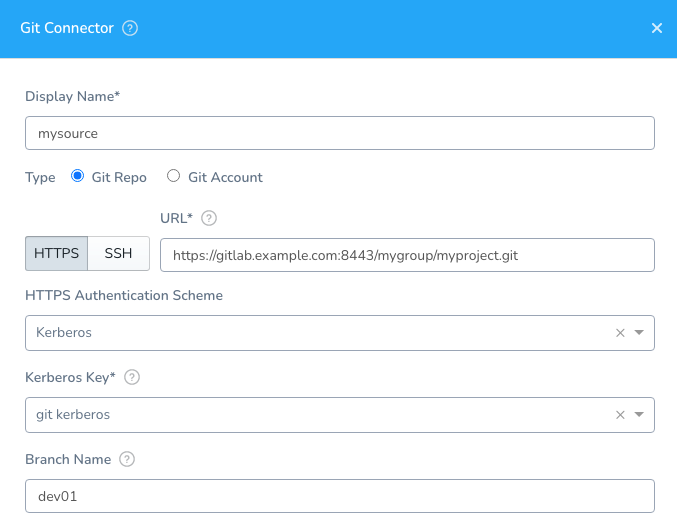 Git Connector ?
Display Name*
mysource
Type Git Repo Git Account
URL* ?
HTTPS SSH https://gitlab.example.com:8443/mygroup/myproject.git
HTTPS Authentication Scheme
Kerberos
Kerberos Key* ?
git kerberos
Branch Name ?
dev01